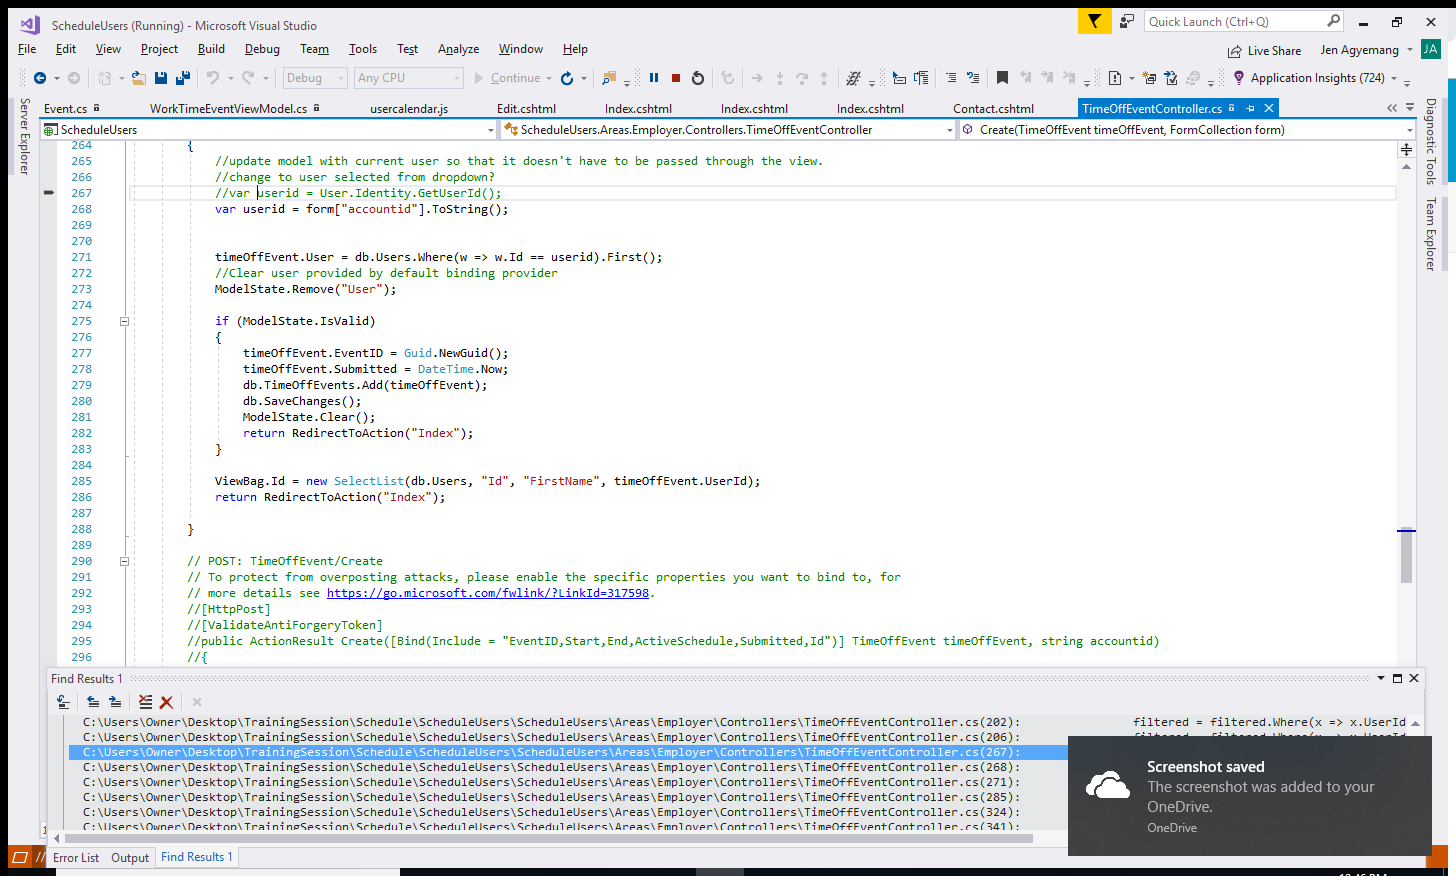 ScheduleUsers (Running) - Microsoft Visual Studio
Quick Launch (Ctrl+Q)
File Edit View Project Build Debug Team Tools Test Analyze Window Help
Live Share Jen Agyemang JA
Debug Any CPU Continue Application Insights (724)
Server Explorer
Event.cs WorkTimeEventViewModel.cs usercalendar.js Edit.cshtml Index.cshtml Index.cshtml Index.cshtml Contact.cshtml TimeOffEventController.cs
Diagnostic Tools
Team Explorer
ScheduleUsers ScheduleUsers.Areas.Employer.Controllers.TimeOffEventController Create(TimeOffEvent timeOffEvent, FormCollection form)
264 {
265 //update model with current user so that it doesn't have to be passed through the view.
266 //change to user selected from dropdown?
267 //var userid = User.Identity.GetUserId();
268 var userid = form["accountid"].ToString();
269
270
271 timeOffEvent.User = db.Users.Where(w => w.Id == userid).First();
272 //Clear user provided by default binding provider
273 ModelState.Remove("User");
274
275 if (ModelState.IsValid)
276 {
277 timeOffEvent.EventID = Guid.NewGuid();
278 timeOffEvent.Submitted = DateTime.Now;
279 db.TimeOffEvents.Add(timeOffEvent);
280 db.SaveChanges();
281 ModelState.Clear();
282 return RedirectToAction("Index");
283 }
284
285 ViewBag.Id = new SelectList(db.Users, "Id", "FirstName", timeOffEvent.UserId);
286 return RedirectToAction("Index");
287
288 }
289
290 // POST: TimeOffEvent/Create
291 // To protect from overposting attacks, please enable the specific properties you want to bind to, for
292 // more details see https://go.microsoft.com/fwlink/?LinkId=317598.
293 //[HttpPost]
294 //[ValidateAntiForgeryToken]
295 //public ActionResult Create([Bind(Include = "EventID,Start,End,ActiveSchedule,Submitted,Id")] TimeOffEvent timeOffEvent, string accountid)
296 //{
Find Results 1
C:\Users\Owner\Desktop\TrainingSession\Schedule\ScheduleUsers\ScheduleUsers\Areas\Employer\Controllers\TimeOffEventController.cs(202): filtered = filtered.Where(x => x.UserId
C:\Users\Owner\Desktop\TrainingSession\Schedule\ScheduleUsers\ScheduleUsers\Areas\Employer\Controllers\TimeOffEventController.cs(206): filtered = filtered.Where(x => x.UserId
C:\Users\Owner\Desktop\TrainingSession\Schedule\ScheduleUsers\ScheduleUsers\Areas\Employer\Controllers\TimeOffEventController.cs(267):
C:\Users\Owner\Desktop\TrainingSession\Schedule\ScheduleUsers\ScheduleUsers\Areas\Employer\Controllers\TimeOffEventController.cs(268):
C:\Users\Owner\Desktop\TrainingSession\Schedule\ScheduleUsers\ScheduleUsers\Areas\Employer\Controllers\TimeOffEventController.cs(271):
C:\Users\Owner\Desktop\TrainingSession\Schedule\ScheduleUsers\ScheduleUsers\Areas\Employer\Controllers\TimeOffEventController.cs(285):
C:\Users\Owner\Desktop\TrainingSession\Schedule\ScheduleUsers\ScheduleUsers\Areas\Employer\Controllers\TimeOffEventController.cs(324):
C:\Users\Owner\Desktop\TrainingSession\Schedule\ScheduleUsers\ScheduleUsers\Areas\Employer\Controllers\TimeOffEventController.cs(341):
Screenshot saved
The screenshot was added to your
OneDrive.
OneDrive
Error List Output Find Results 1